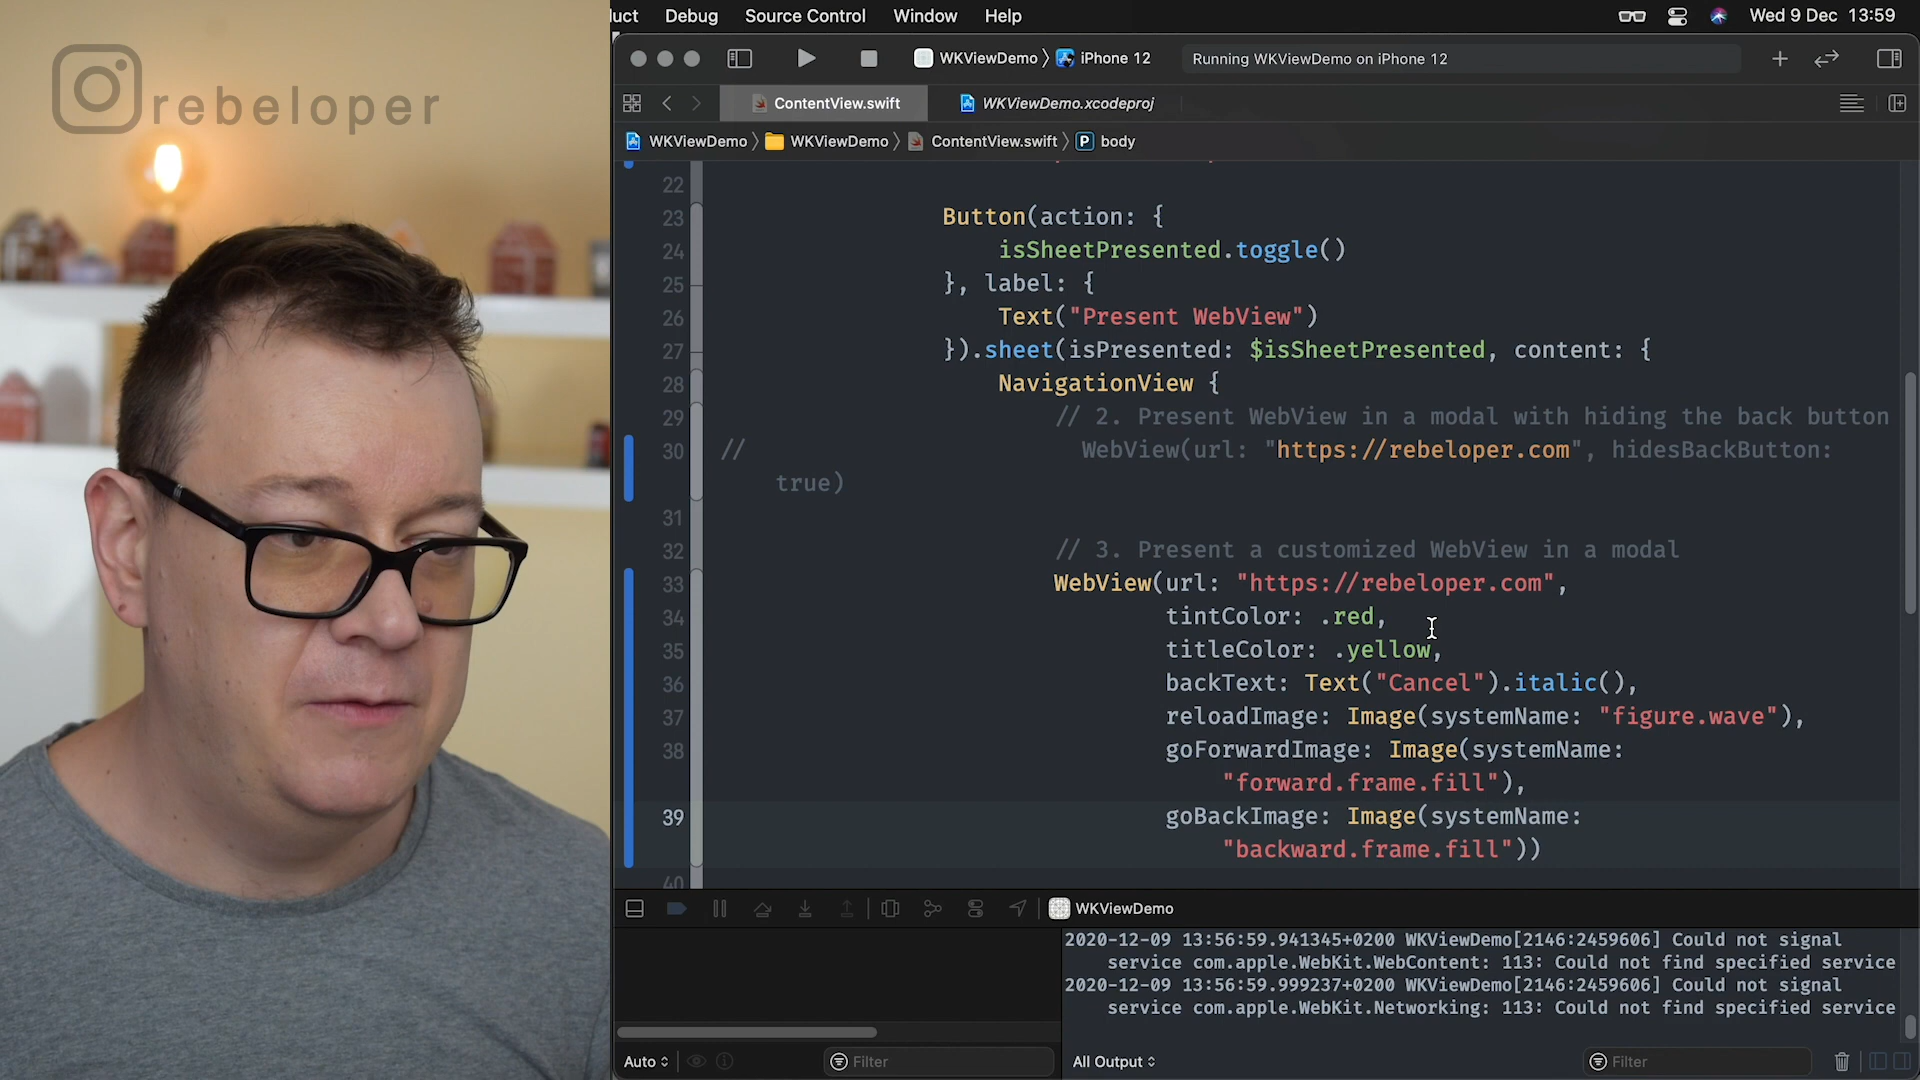 rebeloper
uct Debug Source Control Window Help Wed 9 Dec 13:59
WKViewDemo 〉 iPhone 12 Running WKViewDemo on iPhone 12
ContentView.swift WKViewDemo.xcodeproj
WKViewDemo 〉 WKViewDemo 〉 ContentView.swift 〉 P body
22
23 Button(action: {
24 isSheetPresented.toggle()
25 }, label: {
26 Text("Present WebView")
27 }).sheet(isPresented: $isSheetPresented, content: {
28 NavigationView {
29 // 2. Present WebView in a modal with hiding the back button
30 // WebView(url: "https://rebeloper.com", hidesBackButton:
true)
31
32 // 3. Present a customized WebView in a modal
33 WebView(url: "https://rebeloper.com",
34 tintColor: .red,
35 titleColor: .yellow,
36 backText: Text("Cancel").italic(),
37 reloadImage: Image(systemName: "figure.wave"),
38 goForwardImage: Image(systemName:
"forward.frame.fill"),
39 goBackImage: Image(systemName:
"backward.frame.fill"))
40
WKViewDemo
2020-12-09 13:56:59.941345+0200 WKViewDemo[2146:2459606] Could not signal
service com.apple.WebKit.WebContent: 113: Could not find specified service
2020-12-09 13:56:59.999237+0200 WKViewDemo[2146:2459606] Could not signal
service com.apple.WebKit.Networking: 113: Could not find specified service
Auto Filter All Output Filter